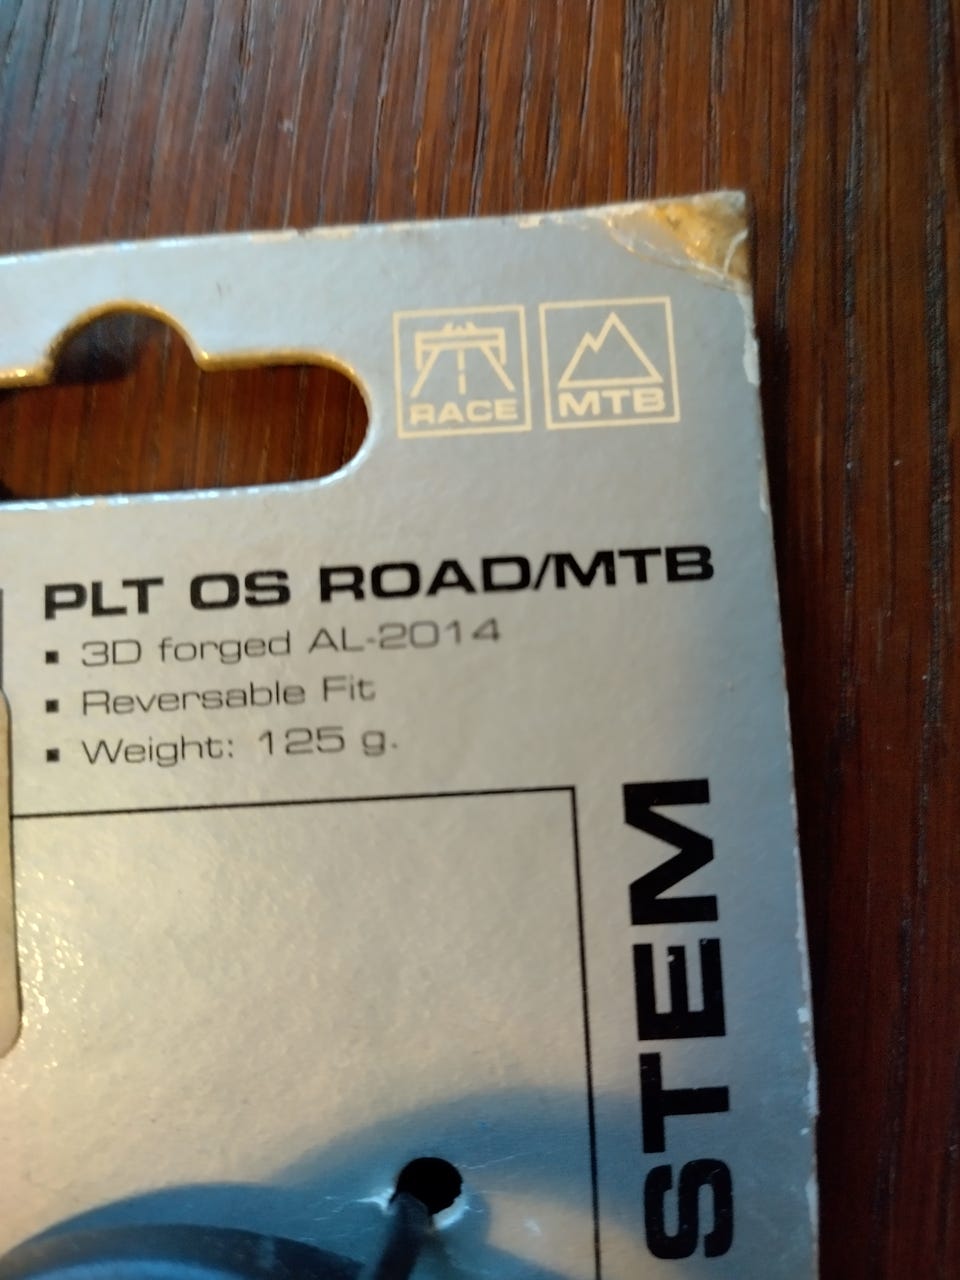 RACE
MTB
PLT OS ROAD/MTB
▪ 3D forged AL-2014
▪ Reversable Fit
▪ Weight: 125 g.
STEM